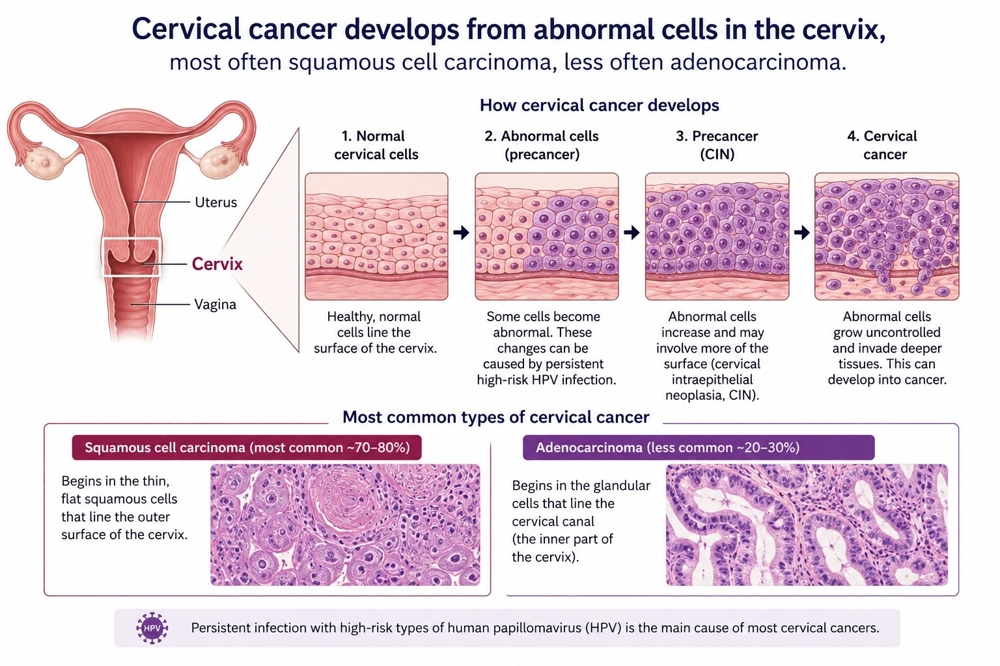 Cervical cancer develops from abnormal cells in the cervix,
most often squamous cell carcinoma, less often adenocarcinoma.
Uterus
Cervix
Vagina
How cervical cancer develops
1. Normal
cervical cells
Healthy, normal
cells line the
surface of the cervix.
2. Abnormal cells
(precancer)
Some cells become
abnormal. These
changes can be
caused by persistent
high-risk HPV infection.
3. Precancer
(CIN)
Abnormal cells
increase and may
involve more of the
surface (cervical
intraepithelial
neoplasia, CIN).
4. Cervical
cancer
Abnormal cells
grow uncontrolled
and invade deeper
tissues. This can
develop into cancer.
Most common types of cervical cancer
Squamous cell carcinoma (most common ~70–80%)
Begins in the thin,
flat squamous cells
that line the outer
surface of the cervix.
Adenocarcinoma (less common ~20–30%)
Begins in the glandular
cells that line the
cervical canal
(the inner part of
the cervix).
HPV
Persistent infection with high-risk types of human papillomavirus (HPV) is the main cause of most cervical cancers.